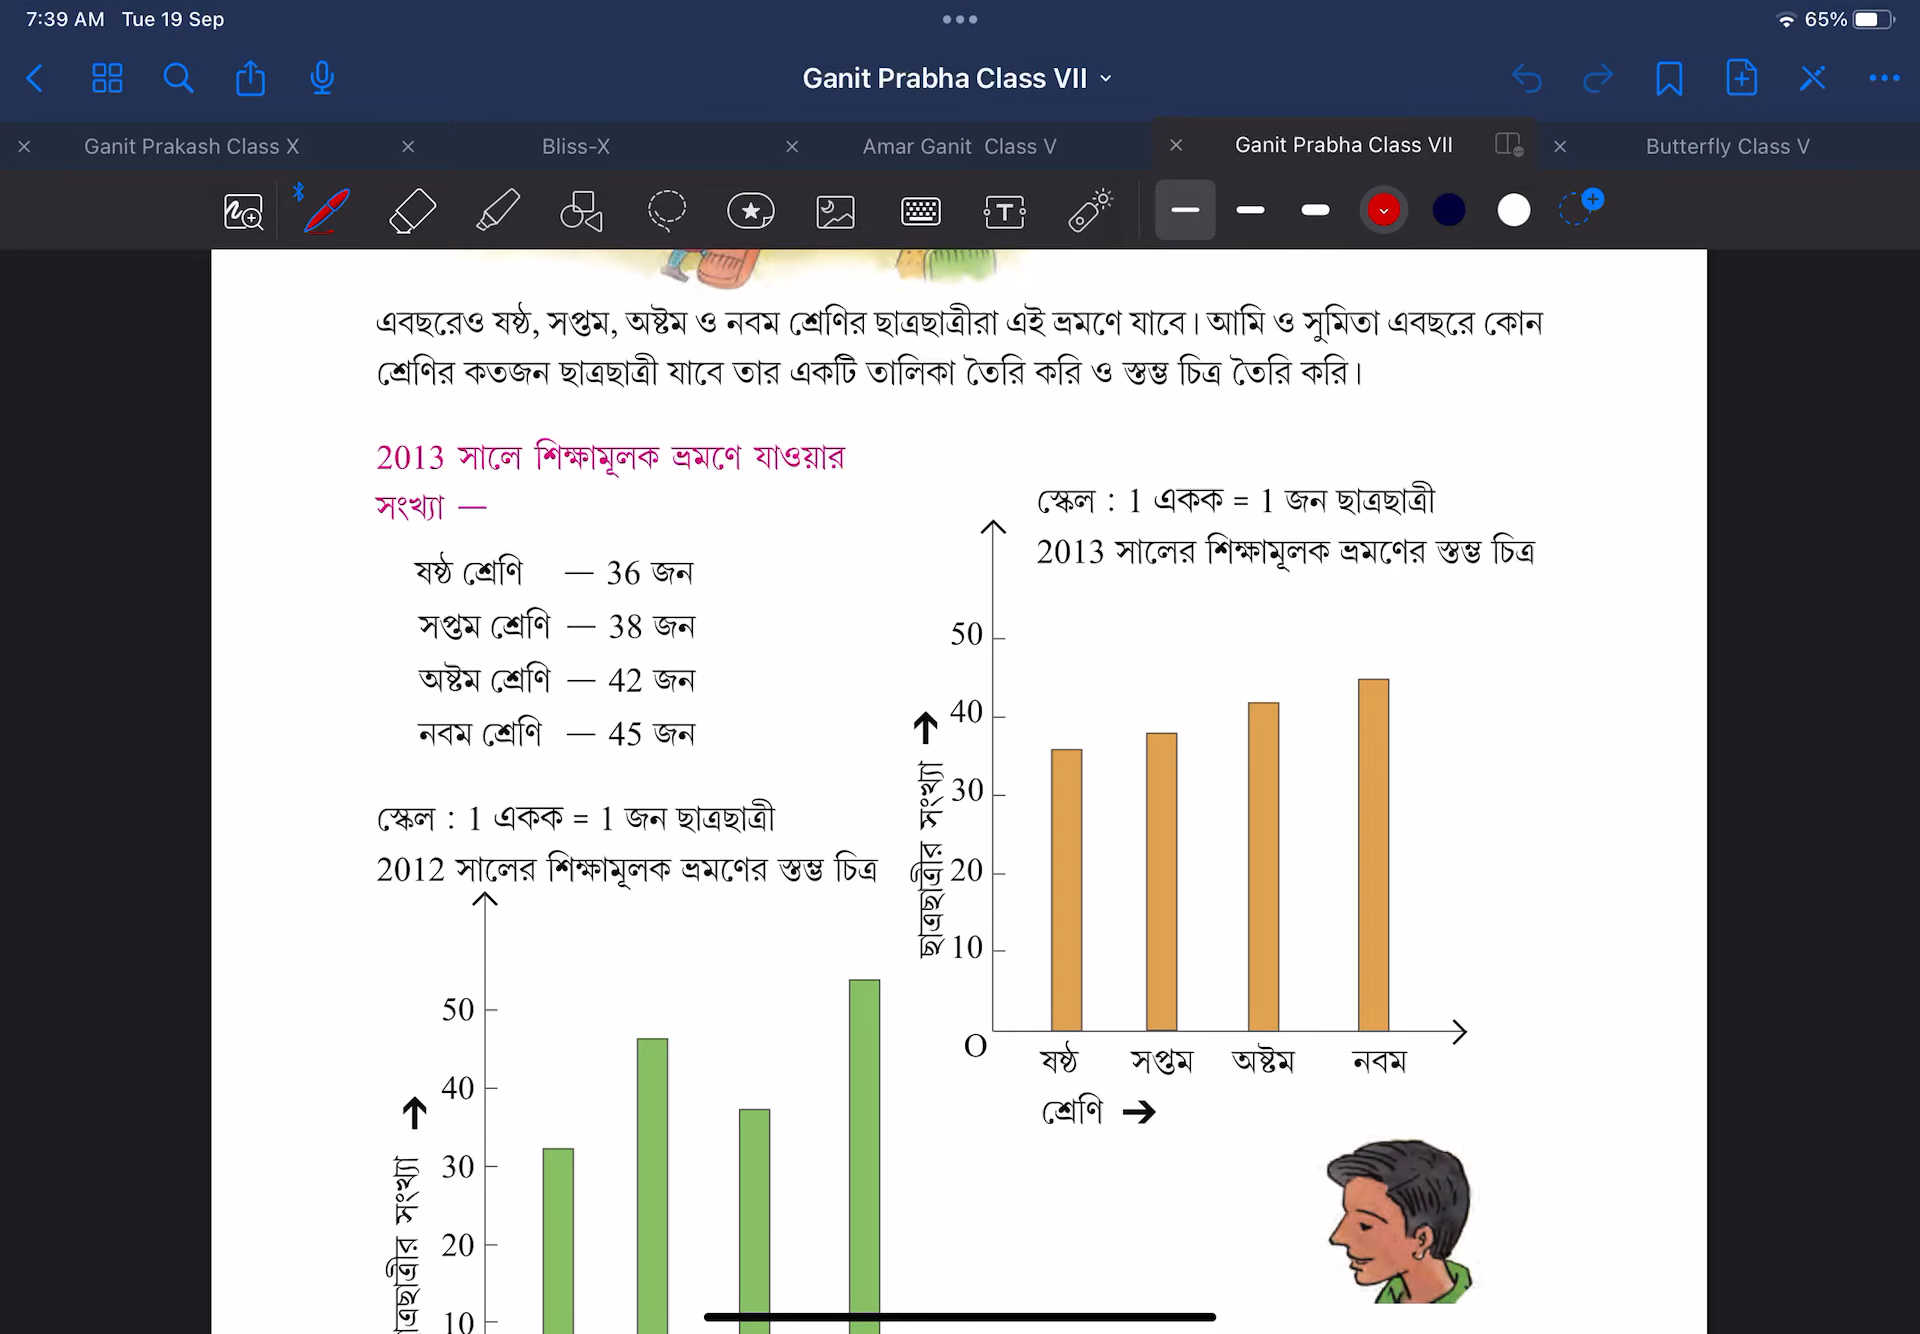 7:39 AM Tue 19 Sep
65%
Ganit Prabha Class VII
Ganit Prakash Class X
Bliss-X
Amar Ganit Class V
Ganit Prabha Class VII
Butterfly Class V
এবছরেও ষষ্ঠ, সপ্তম, অষ্টম ও নবম শ্রেণির ছাত্রছাত্রীরা এই ভ্রমণে যাবে। আমি ও সুমিতা এবছরে কোন
শ্রেণির কতজন ছাত্রছাত্রী যাবে তার একটি তালিকা তৈরি করি ও স্তম্ভ চিত্র তৈরি করি।
2013 সালে শিক্ষামূলক ভ্রমণে যাওয়ার
সংখ্যা —
ষষ্ঠ শ্রেণি — 36 জন
সপ্তম শ্রেণি — 38 জন
অষ্টম শ্রেণি — 42 জন
নবম শ্রেণি — 45 জন
স্কেল : 1 একক = 1 জন ছাত্রছাত্রী
2013 সালের শিক্ষামূলক ভ্রমণের স্তম্ভ চিত্র
50
40
30
20
10
O
ছাত্রছাত্রীর সংখ্যা
ষষ্ঠ সপ্তম অষ্টম নবম
শ্রেণি
স্কেল : 1 একক = 1 জন ছাত্রছাত্রী
2012 সালের শিক্ষামূলক ভ্রমণের স্তম্ভ চিত্র
50
40
30
20
10
সংখ্যা